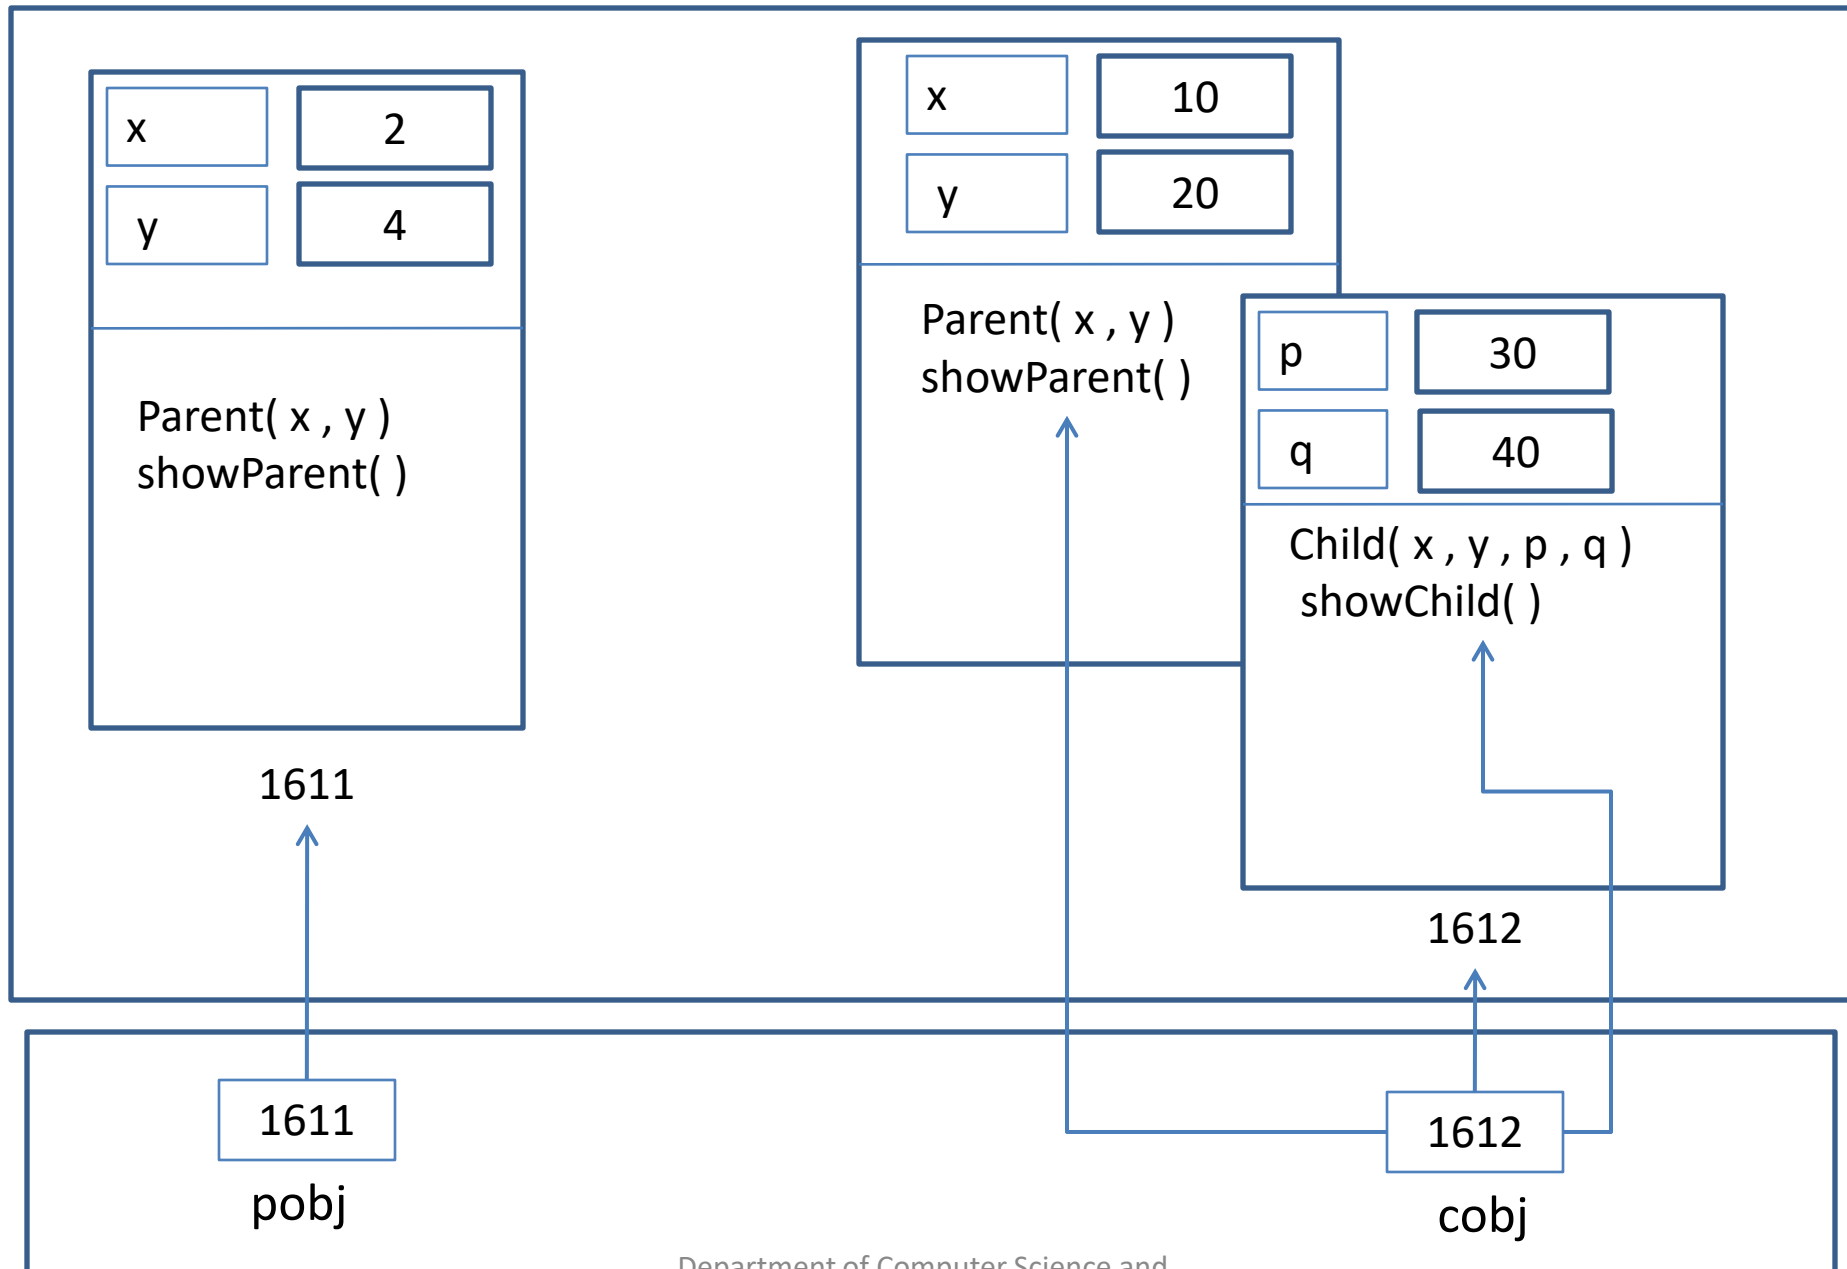 x 2
y 4
Parent( x , y )
showParent( )
1611
x 10
y 20
Parent( x , y )
showParent( )
p 30
q 40
Child( x , y , p , q )
showChild( )
1612
1611
pobj
1612
cobj
Department of Computer Science and